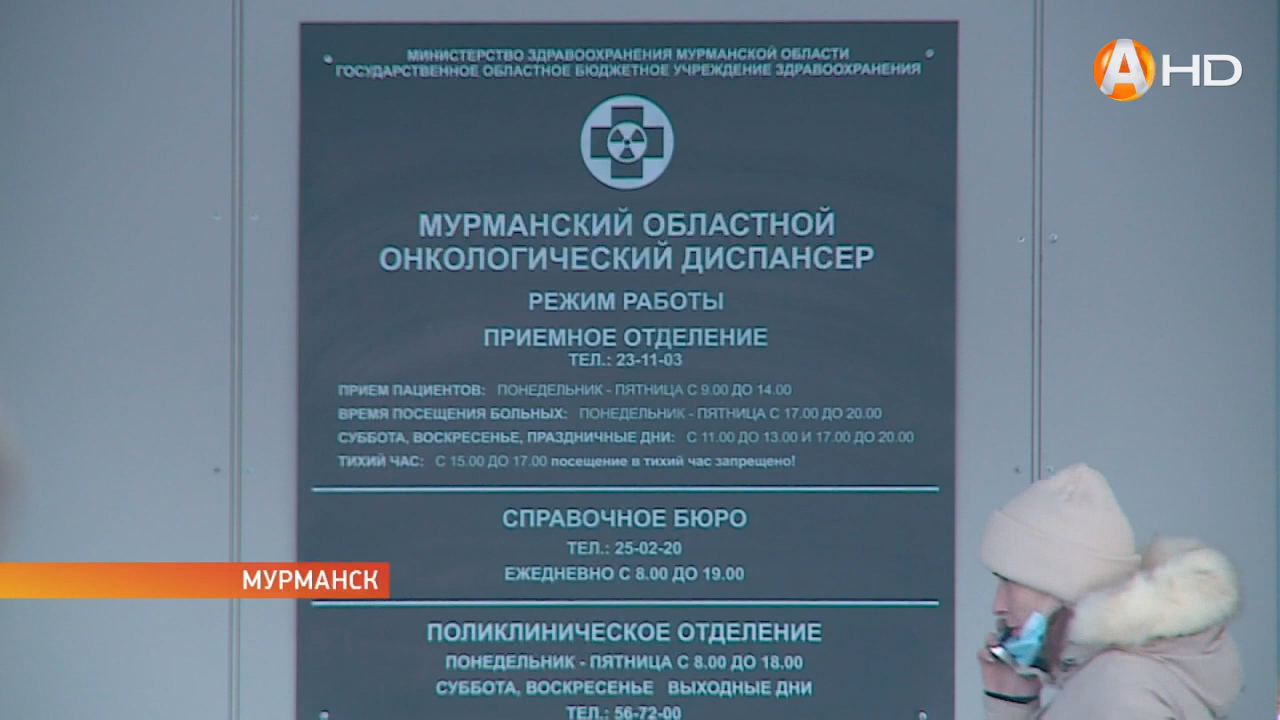 МИНИСТЕРСТВО ЗДРАВООХРАНЕНИЯ МУРМАНСКОЙ ОБЛАСТИ
ГОСУДАРСТВЕННОЕ ОБЛАСТНОЕ БЮДЖЕТНОЕ УЧРЕЖДЕНИЕ ЗДРАВООХРАНЕНИЯ
А HD
МУРМАНСКИЙ ОБЛАСТНОЙ
ОНКОЛОГИЧЕСКИЙ ДИСПАНСЕР
РЕЖИМ РАБОТЫ
ПРИЕМНОЕ ОТДЕЛЕНИЕ
ТЕЛ.: 23-11-03
ПРИЕМ ПАЦИЕНТОВ: ПОНЕДЕЛЬНИК - ПЯТНИЦА С 9.00 ДО 14.00
ВРЕМЯ ПОСЕЩЕНИЯ БОЛЬНЫХ: ПОНЕДЕЛЬНИК - ПЯТНИЦА С 17.00 ДО 20.00
СУББОТА, ВОСКРЕСЕНЬЕ, ПРАЗДНИЧНЫЕ ДНИ: С 11.00 ДО 13.00 И 17.00 ДО 20.00
ТИХИЙ ЧАС: С 15.00 ДО 17.00 посещение в тихий час запрещено!
СПРАВОЧНОЕ БЮРО
ТЕЛ.: 25-02-20
ЕЖЕДНЕВНО С 8.00 ДО 19.00
МУРМАНСК
ПОЛИКЛИНИЧЕСКОЕ ОТДЕЛЕНИЕ
ПОНЕДЕЛЬНИК - ПЯТНИЦА С 8.00 ДО 18.00
СУББОТА, ВОСКРЕСЕНЬЕ ВЫХОДНЫЕ ДНИ
ТЕЛ.: 56-72-00